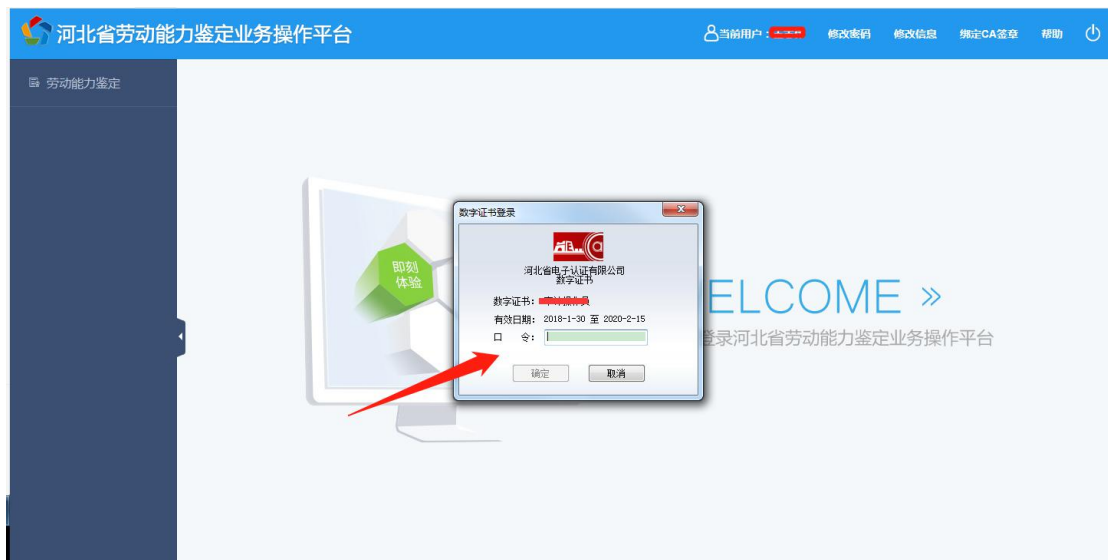 河北省劳动能力鉴定业务操作平台
当前用户: 修改密码 修改信息 绑定CA签章 帮助
劳动能力鉴定
数字证书登录
即刻
体验
河北省电子认证有限公司
数字证书
数字证书:
有效日期: 2018-1-30 至 2020-2-15
口 令:
确定 取消
ELCOME »
登录河北省劳动能力鉴定业务操作平台